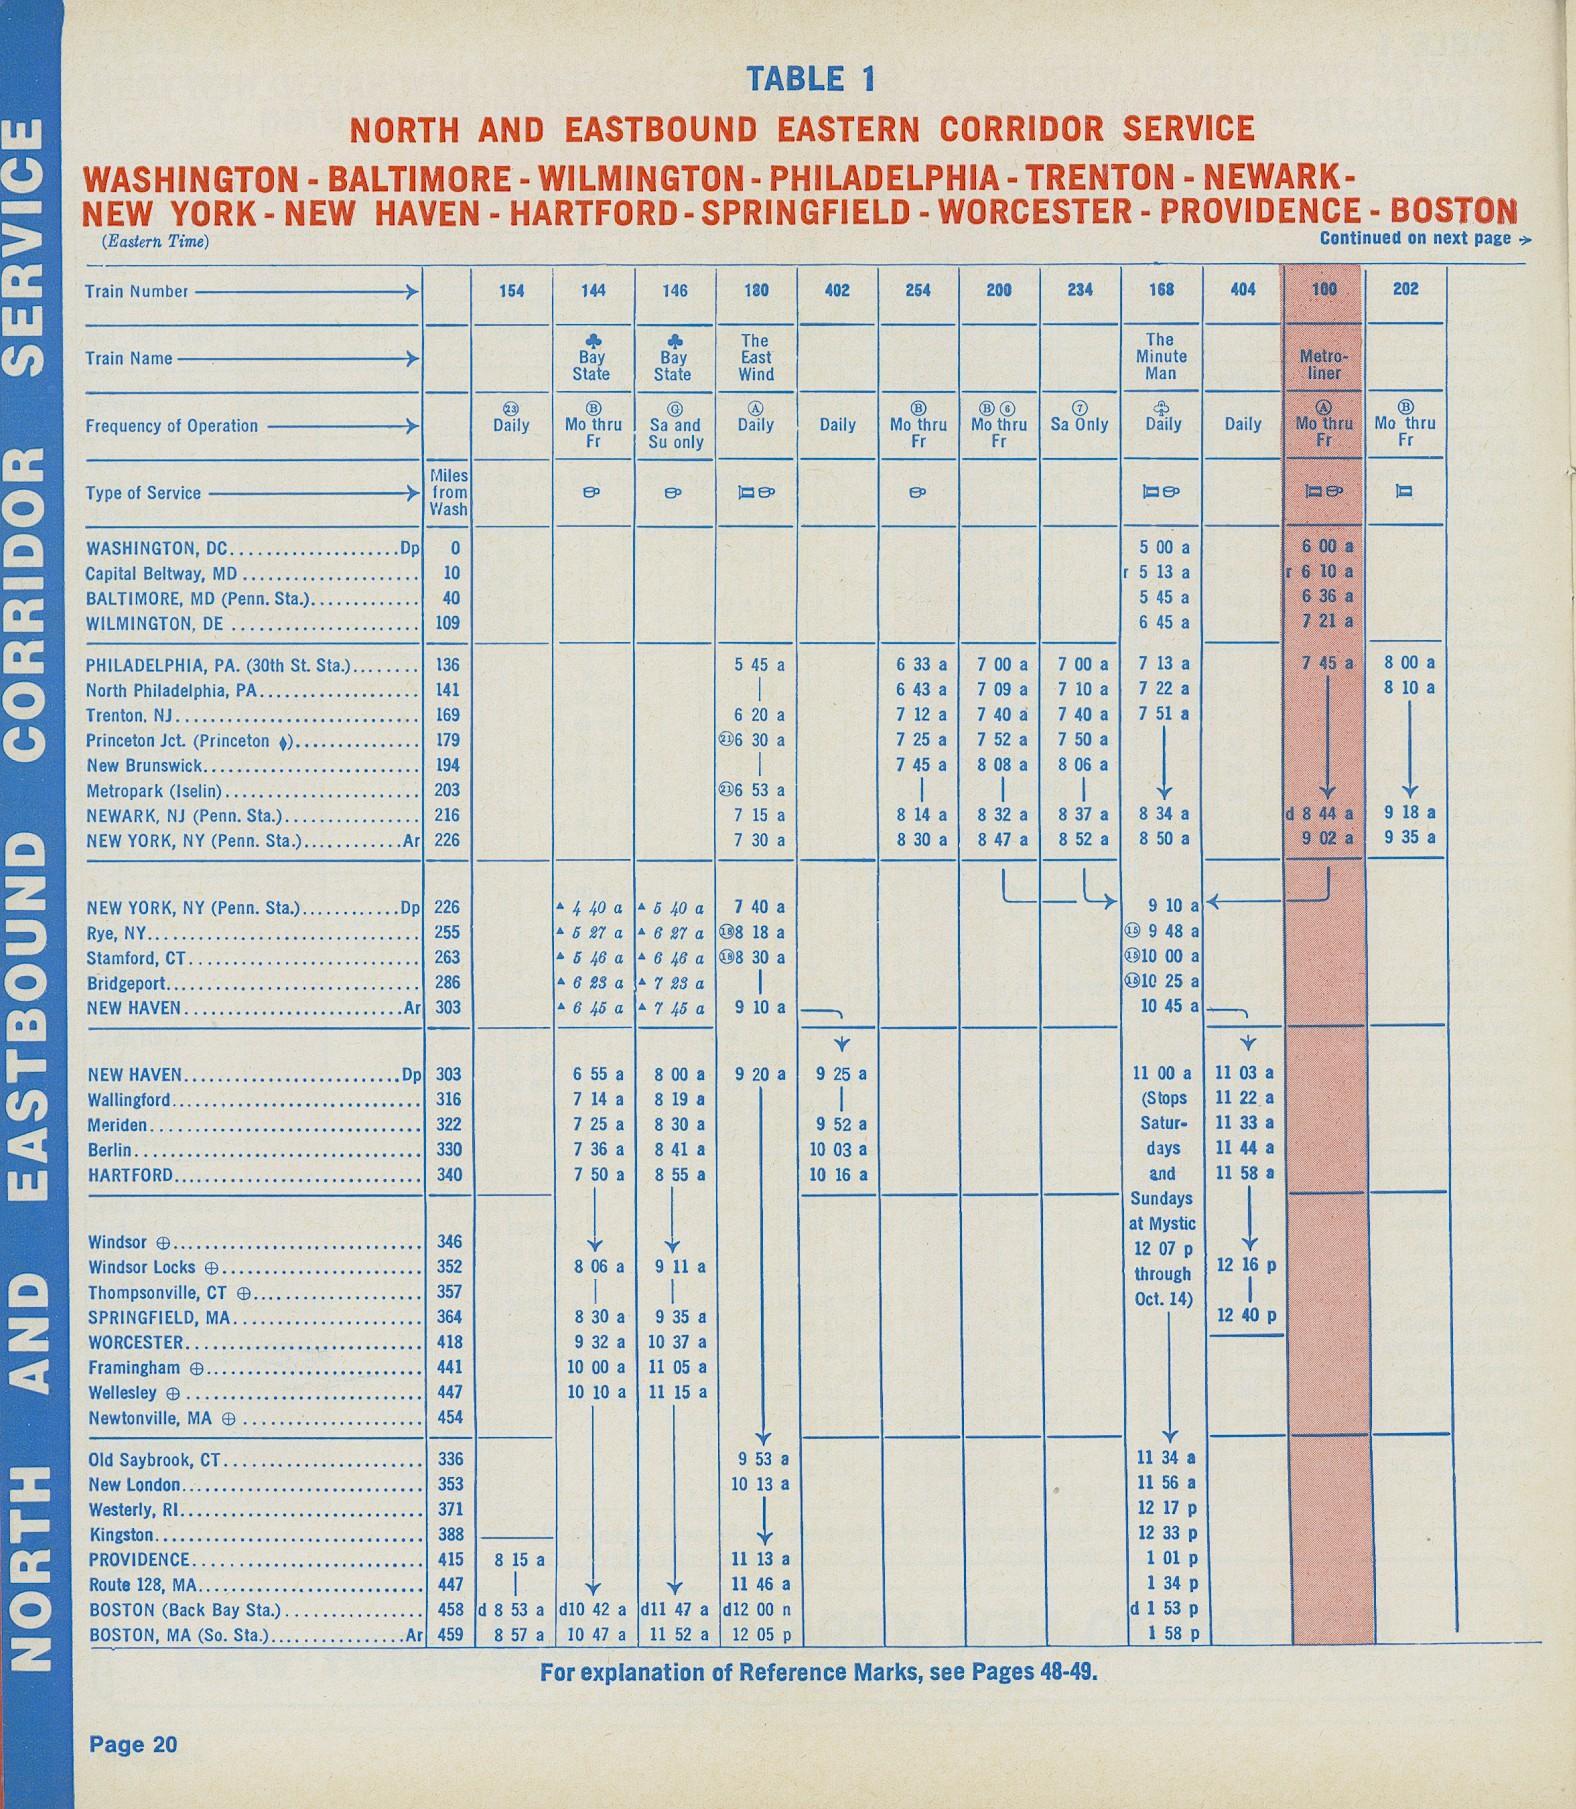 NORTH AND EASTBOUND CORRIDOR SERVICE
TABLE 1
NORTH AND EASTBOUND EASTERN CORRIDOR SERVICE
WASHINGTON - BALTIMORE - WILMINGTON - PHILADELPHIA - TRENTON - NEWARK -
NEW YORK - NEW HAVEN - HARTFORD - SPRINGFIELD - WORCESTER - PROVIDENCE - BOSTON
(Eastern Time) Continued on next page
Train Number 154 144 146 180 402 254 200 234 168 404 100 202
Train Name ♣ Bay State ♣ Bay State The East Wind The Minute Man Metro-liner
Frequency of Operation ㉓ Daily Ⓑ Mo thru Fr Ⓖ Sa and Su only Ⓐ Daily Daily Ⓑ Mo thru Fr Ⓑ ⑥ Mo thru Fr ⑦ Sa Only ♧ Daily Daily Ⓐ Mo thru Fr Ⓑ Mo thru Fr
Type of Service Miles from Wash
WASHINGTON, DC....................Dp 0 5 00 a 6 00 a
Capital Beltway, MD...................... 10 r 5 13 a r 6 10 a
BALTIMORE, MD (Penn. Sta.)............. 40 5 45 a 6 36 a
WILMINGTON, DE ....................... 109 6 45 a 7 21 a
PHILADELPHIA, PA. (30th St. Sta.)........ 136 5 45 a 6 33 a 7 00 a 7 00 a 7 13 a 7 45 a 8 00 a
North Philadelphia, PA.................... 141 6 43 a 7 09 a 7 10 a 7 22 a 8 10 a
Trenton, NJ.............................. 169 6 20 a 7 12 a 7 40 a 7 40 a 7 51 a
Princeton Jct. (Princeton ♦)............... 179 ㉑6 30 a 7 25 a 7 52 a 7 50 a
New Brunswick........................... 194 7 45 a 8 08 a 8 06 a
Metropark (Iselin)........................ 203 ㉑6 53 a
NEWARK, NJ (Penn. Sta.)................. 216 7 15 a 8 14 a 8 32 a 8 37 a 8 34 a d 8 44 a 9 18 a
NEW YORK, NY (Penn. Sta.)............Ar 226 7 30 a 8 30 a 8 47 a 8 52 a 8 50 a 9 02 a 9 35 a
NEW YORK, NY (Penn. Sta.)............Dp 226 ▲ 4 40 a ▲ 5 40 a 7 40 a 9 10 a
Rye, NY.................................. 255 ▲ 5 27 a ▲ 6 27 a ⑱8 18 a ⑮ 9 48 a
Stamford, CT............................. 263 ▲ 5 46 a ▲ 6 46 a ⑱8 30 a ⑮10 00 a
Bridgeport............................... 286 ▲ 6 23 a ▲ 7 23 a ⑮10 25 a
NEW HAVEN..........................Ar 303 ▲ 6 45 a ▲ 7 45 a 9 10 a 10 45 a
NEW HAVEN..........................Dp 303 6 55 a 8 00 a 9 20 a 9 25 a 11 00 a 11 03 a
Wallingford.............................. 316 7 14 a 8 19 a (Stops 11 22 a
Meriden................................. 322 7 25 a 8 30 a 9 52 a Satur- 11 33 a
Berlin................................... 330 7 36 a 8 41 a 10 03 a days 11 44 a
HARTFORD.............................. 340 7 50 a 8 55 a 10 16 a and 11 58 a
Sundays
at Mystic
Windsor ⊕.............................. 346 12 07 p
Windsor Locks ⊕........................ 352 8 06 a 9 11 a through 12 16 p
Thompsonville, CT ⊕.................... 357 Oct. 14)
SPRINGFIELD, MA....................... 364 8 30 a 9 35 a 12 40 p
WORCESTER............................. 418 9 32 a 10 37 a
Framingham ⊕.......................... 441 10 00 a 11 05 a
Wellesley ⊕ ............................ 447 10 10 a 11 15 a
Newtonville, MA ⊕ ..................... 454
Old Saybrook, CT........................ 336 9 53 a 11 34 a
New London............................. 353 10 13 a 11 56 a
Westerly, RI.............................. 371 12 17 p
Kingston................................. 388 12 33 p
PROVIDENCE............................ 415 8 15 a 11 13 a 1 01 p
Route 128, MA........................... 447 11 46 a 1 34 p
BOSTON (Back Bay Sta.)................. 458 d 8 53 a d10 42 a d11 47 a d12 00 n d 1 53 p
BOSTON, MA (So. Sta.)................Ar 459 8 57 a 10 47 a 11 52 a 12 05 p 1 58 p
For explanation of Reference Marks, see Pages 48-49.
Page 20